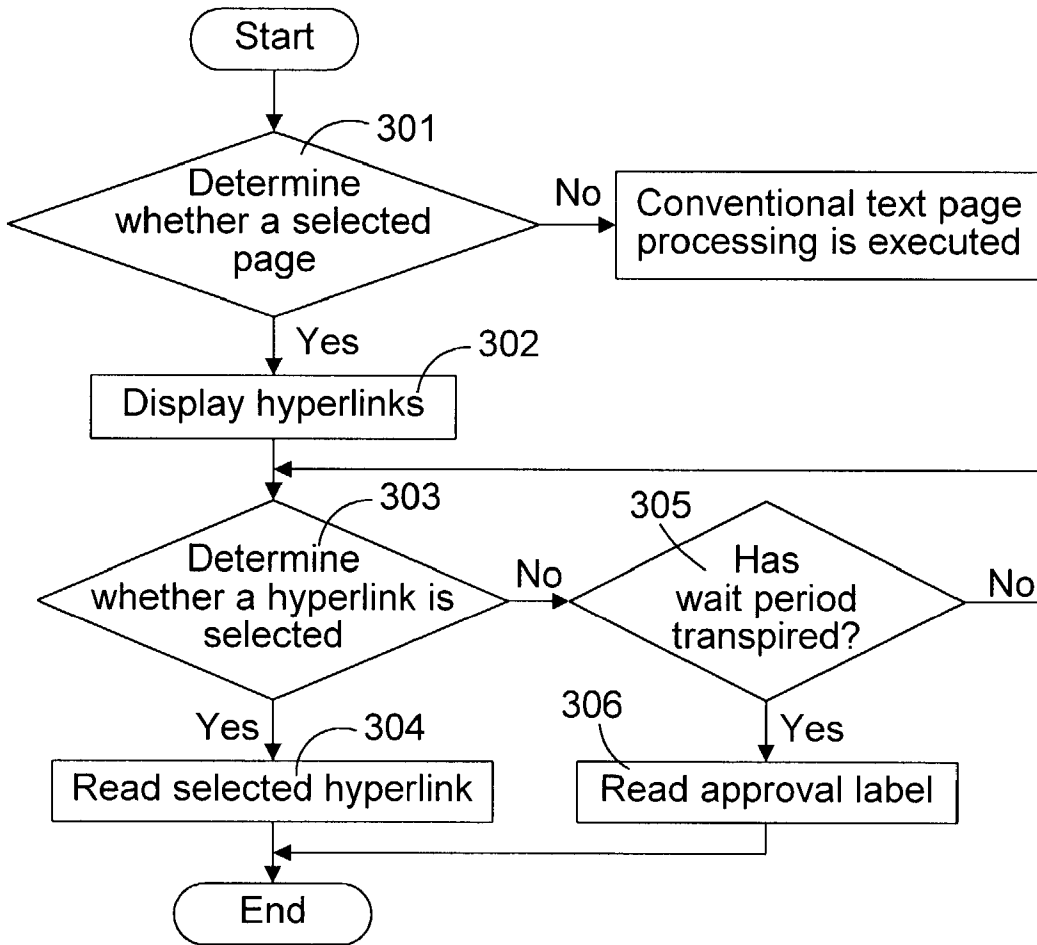 Start
301
Determine
whether a selected
page
No
Conventional text page
processing is executed
Yes
302
Display hyperlinks
303
Determine
whether a hyperlink is
selected
No
305
Has
wait period
transpired?
No
Yes
304
Read selected hyperlink
306
Yes
Read approval label
End